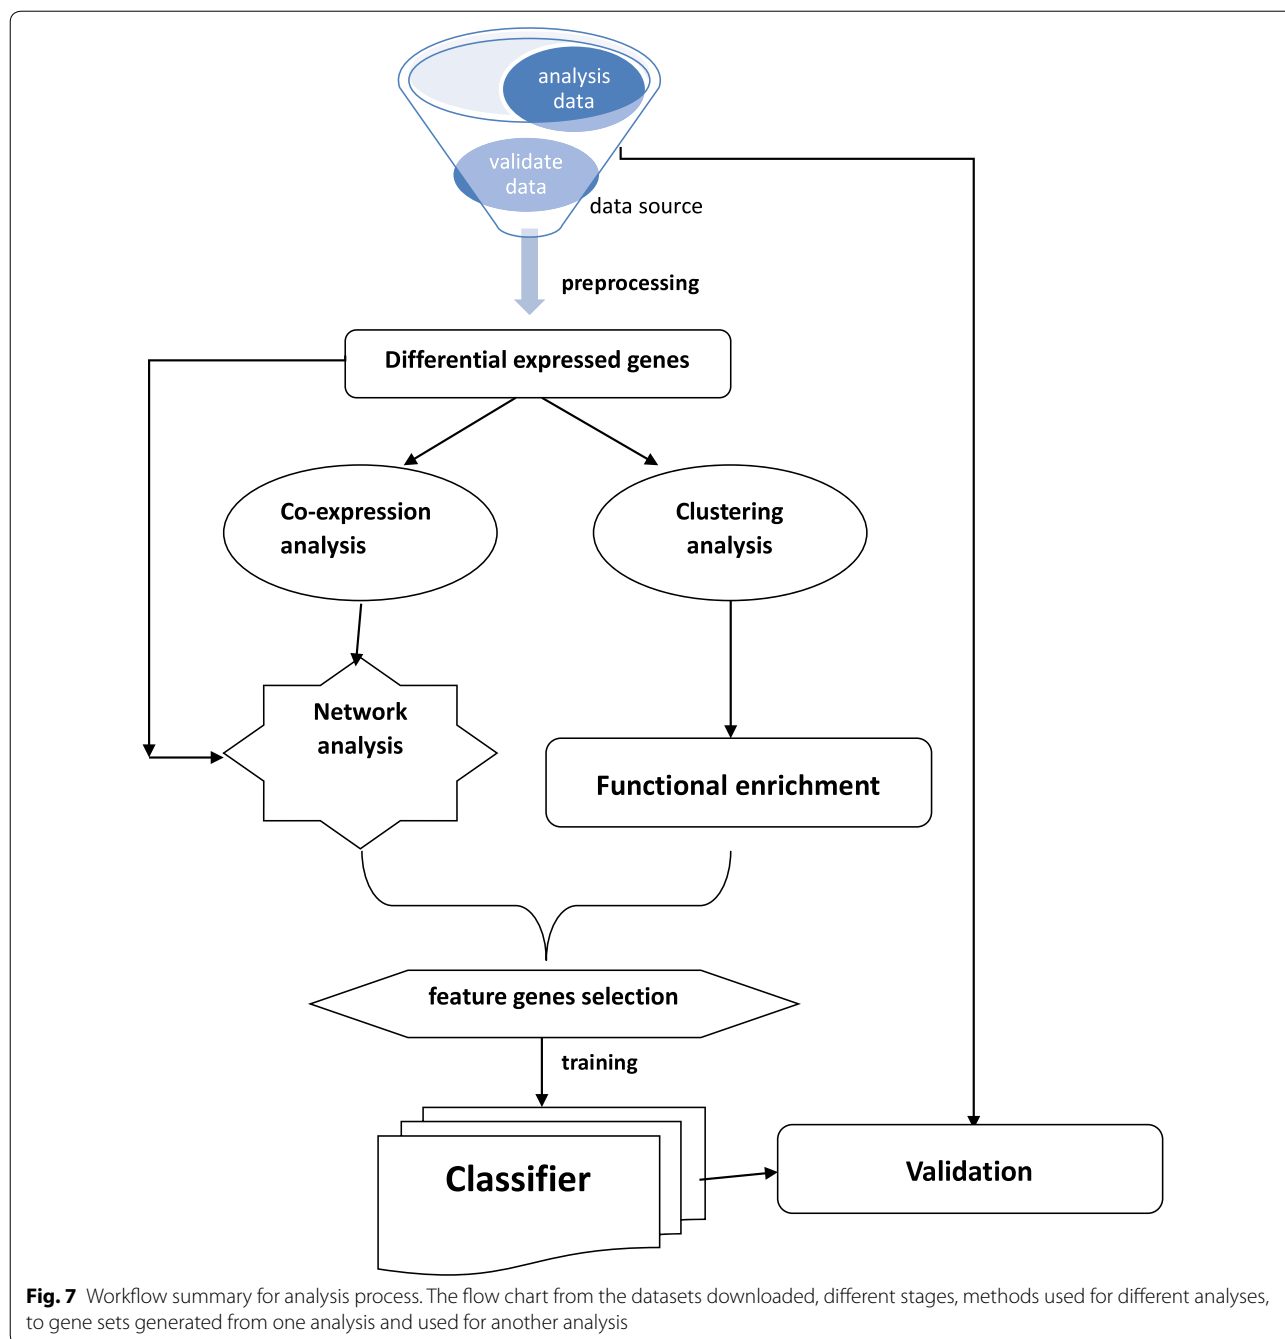 analysis
data
validate
data
data source
preprocessing
Differential expressed genes
Co-expression
analysis
Clustering
analysis
Network
analysis
Functional enrichment
feature genes selection
training
Classifier
Validation
Fig. 7 Workflow summary for analysis process. The flow chart from the datasets downloaded, different stages, methods used for different analyses,
to gene sets generated from one analysis and used for another analysis